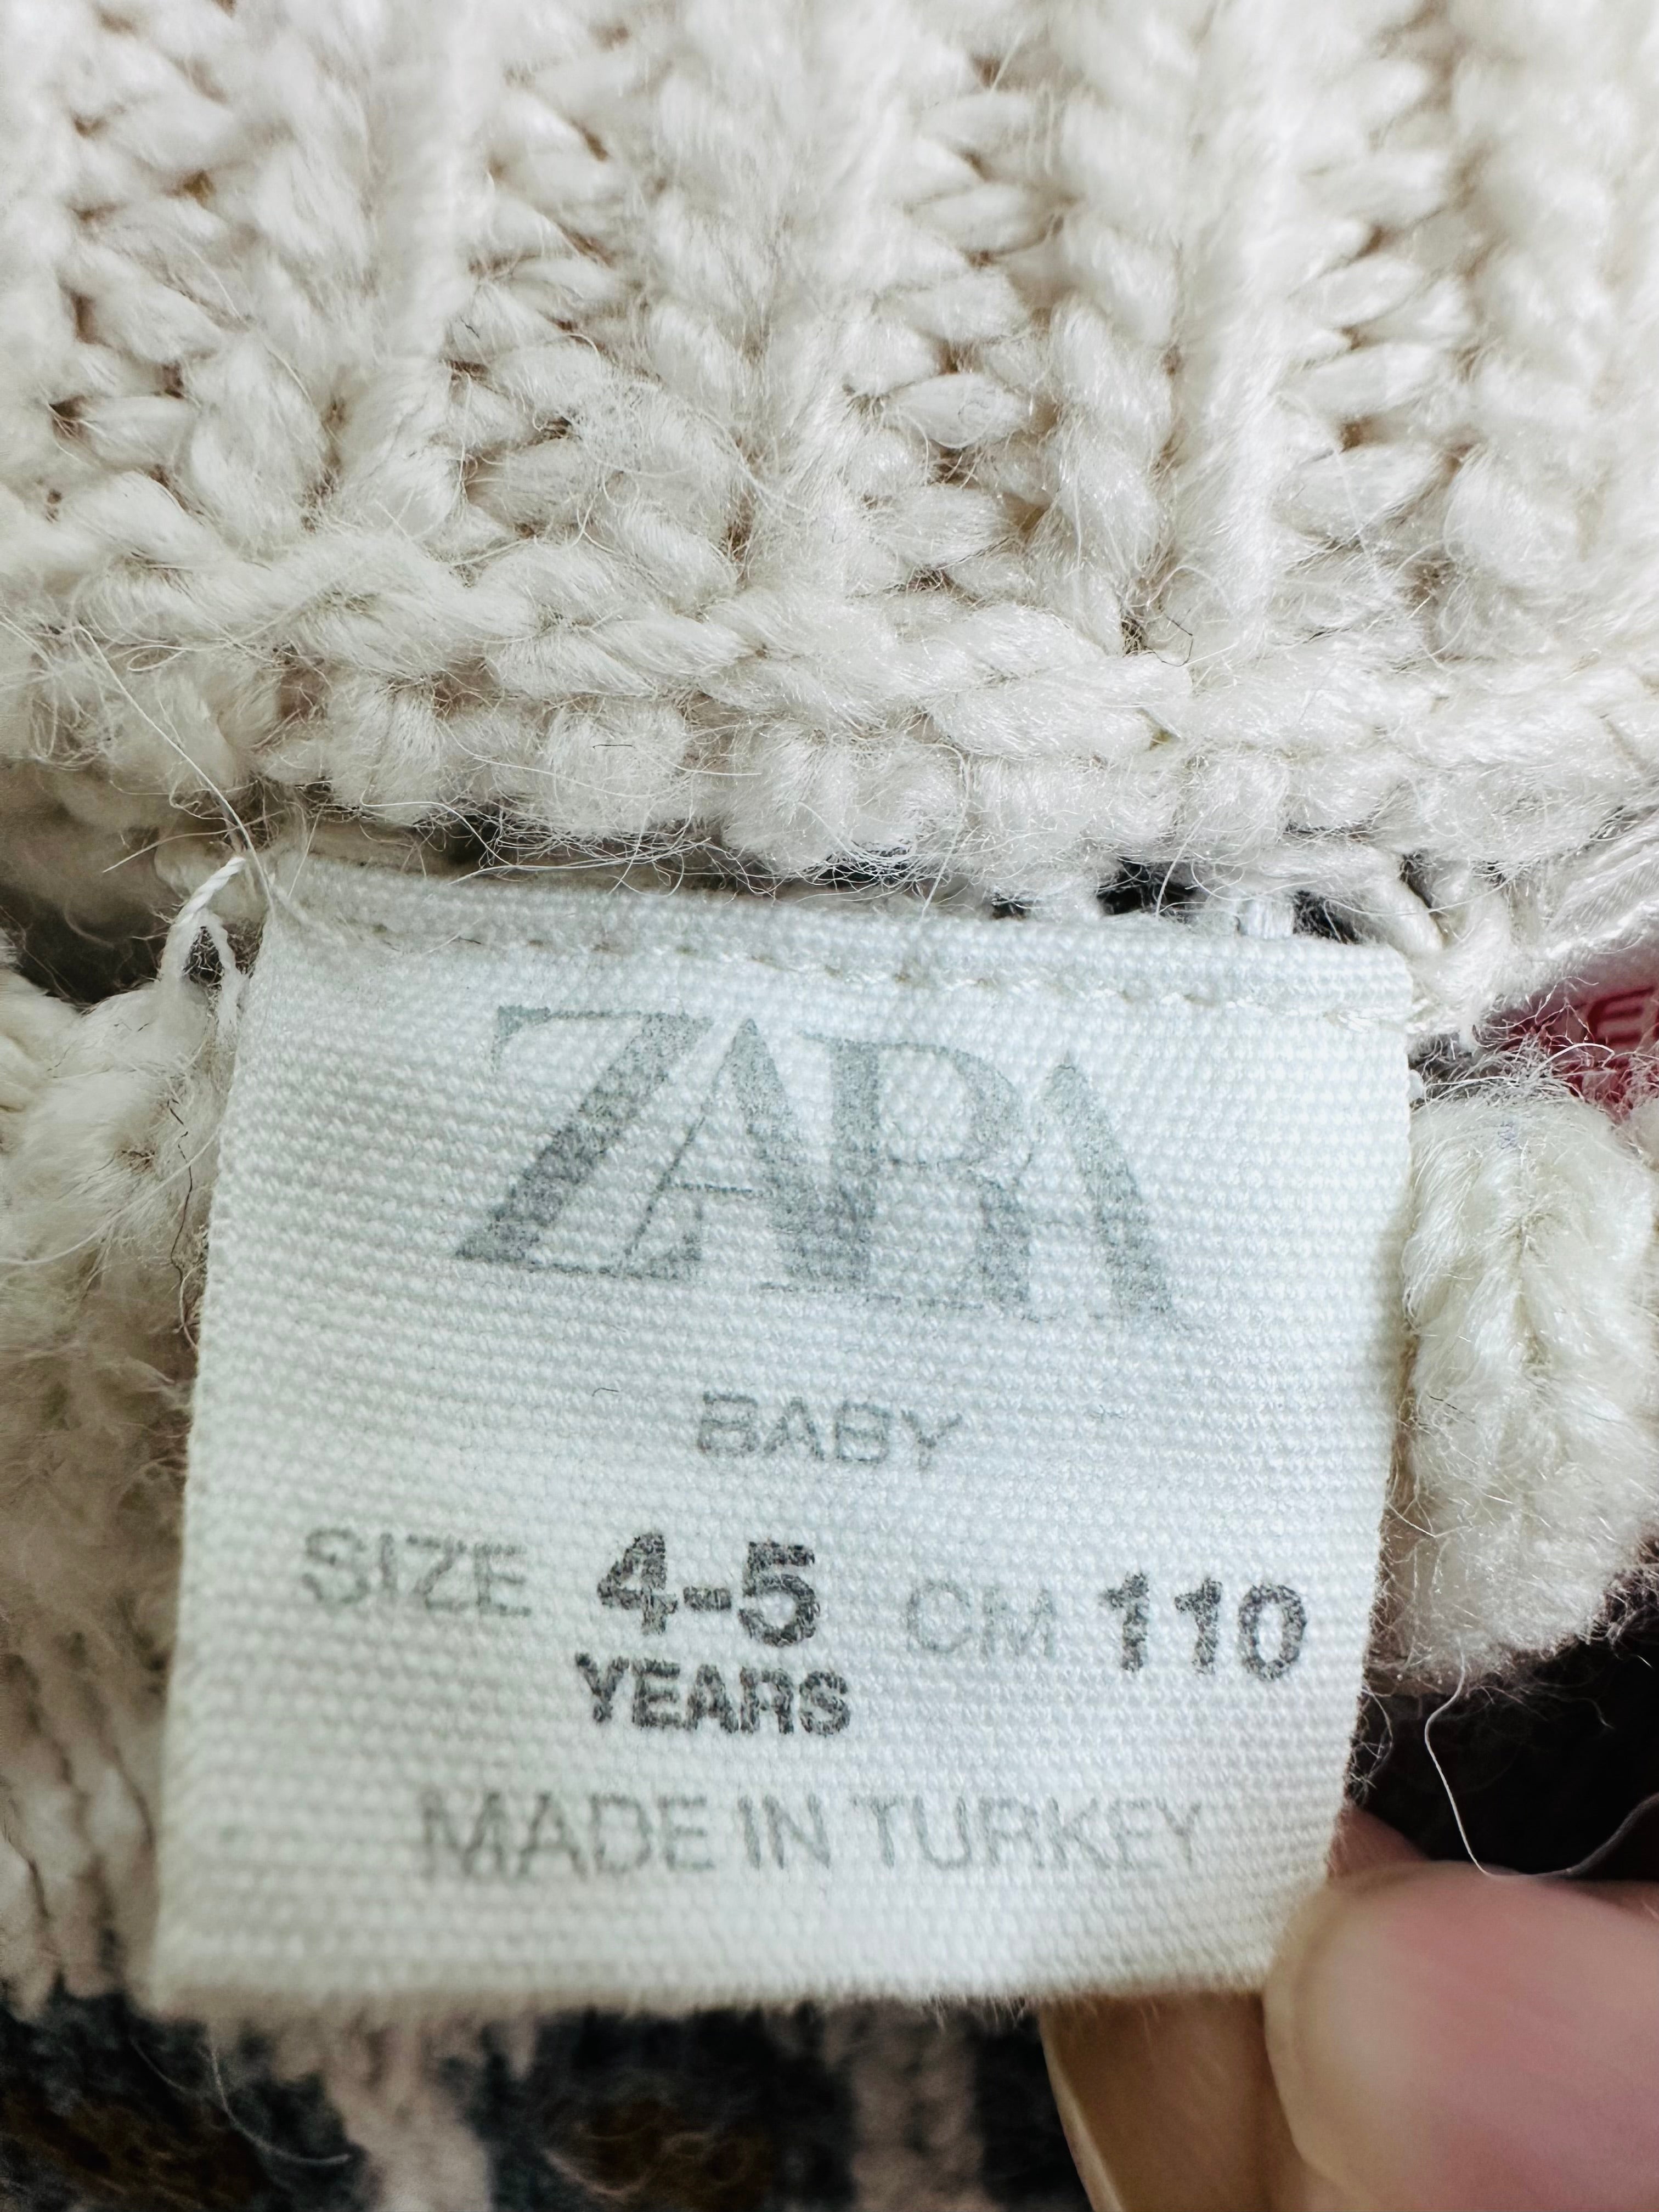 ZARA
BABY
SIZE 4-5 CM 110
YEARS
MADE IN TURKEY